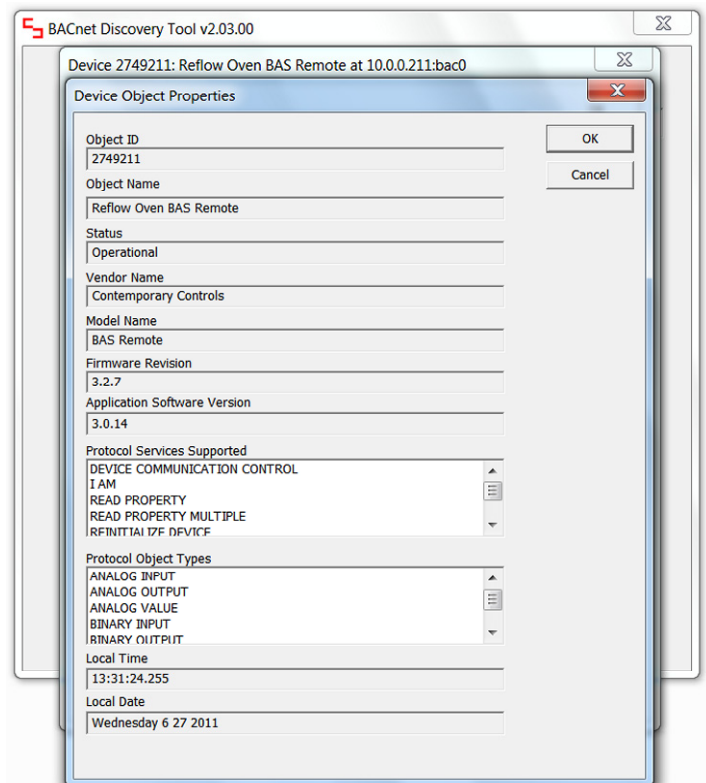 BACnet Discovery Tool v2.03.00
Device 2749211: Reflow Oven BAS Remote at 10.0.0.211:bac0
Device Object Properties
OK
Cancel
Object ID
2749211
Object Name
Reflow Oven BAS Remote
Status
Operational
Vendor Name
Contemporary Controls
Model Name
BAS Remote
Firmware Revision
3.2.7
Application Software Version
3.0.14
Protocol Services Supported
DEVICE COMMUNICATION CONTROL
I AM
READ PROPERTY
READ PROPERTY MULTIPLE
REINITIALIZE DEVICE
Protocol Object Types
ANALOG INPUT
ANALOG OUTPUT
ANALOG VALUE
BINARY INPUT
BINARY OUTPUT
Local Time
13:31:24.255
Local Date
Wednesday 6 27 2011